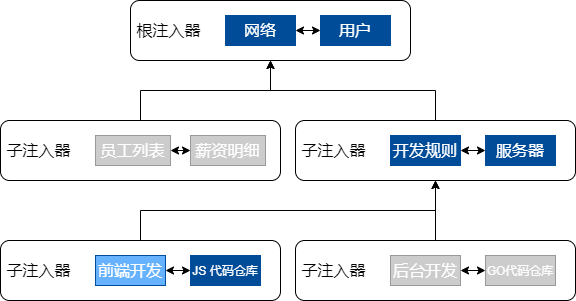 根注入器 网络 用户
子注入器 员工列表 薪资明细
子注入器 开发规则 服务器
子注入器 前端开发 JS 代码仓库
子注入器 后台开发 GO代码仓库